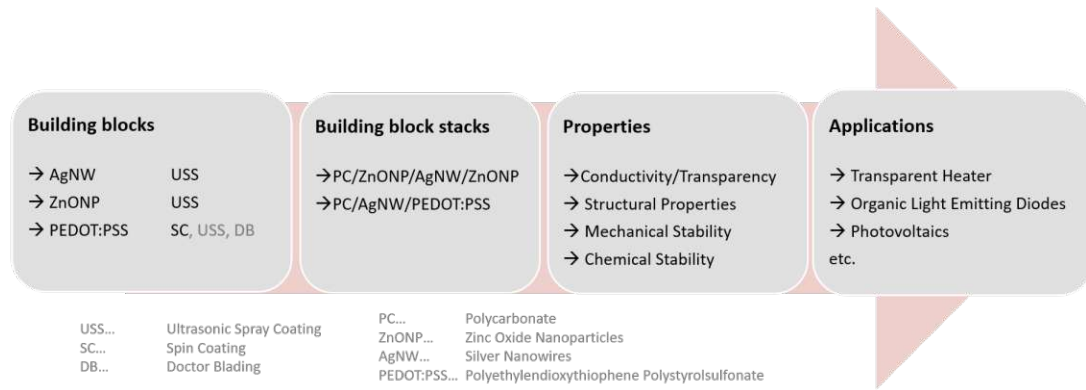 Building blocks
→ AgNW USS
→ ZnONP USS
→ PEDOT:PSS SC, USS, DB
Building block stacks
→PC/ZnONP/AgNW/ZnONP
→PC/AgNW/PEDOT:PSS
Properties
→Conductivity/Transparency
→ Structural Properties
→ Mechanical Stability
→ Chemical Stability
Applications
→ Transparent Heater
→ Organic Light Emitting Diodes
→ Photovoltaics
etc.
USS... Ultrasonic Spray Coating
SC... Spin Coating
DB... Doctor Blading
PC... Polycarbonate
ZnONP... Zinc Oxide Nanoparticles
AgNW... Silver Nanowires
PEDOT:PSS... Polyethylendioxythiophene Polystyrolsulfonate